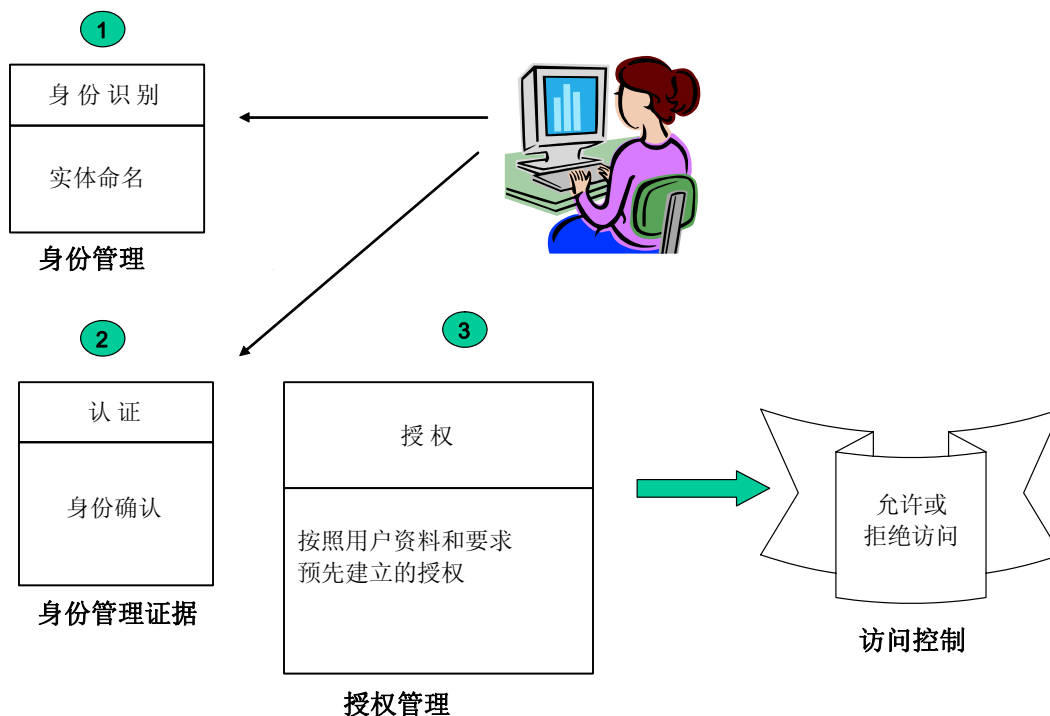 1
身份识别
实体命名
身份管理
2
认证
身份确认
身份管理证据
3
授权
按照用户资料和要求
预先建立的授权
授权管理
允许或
拒绝访问
访问控制